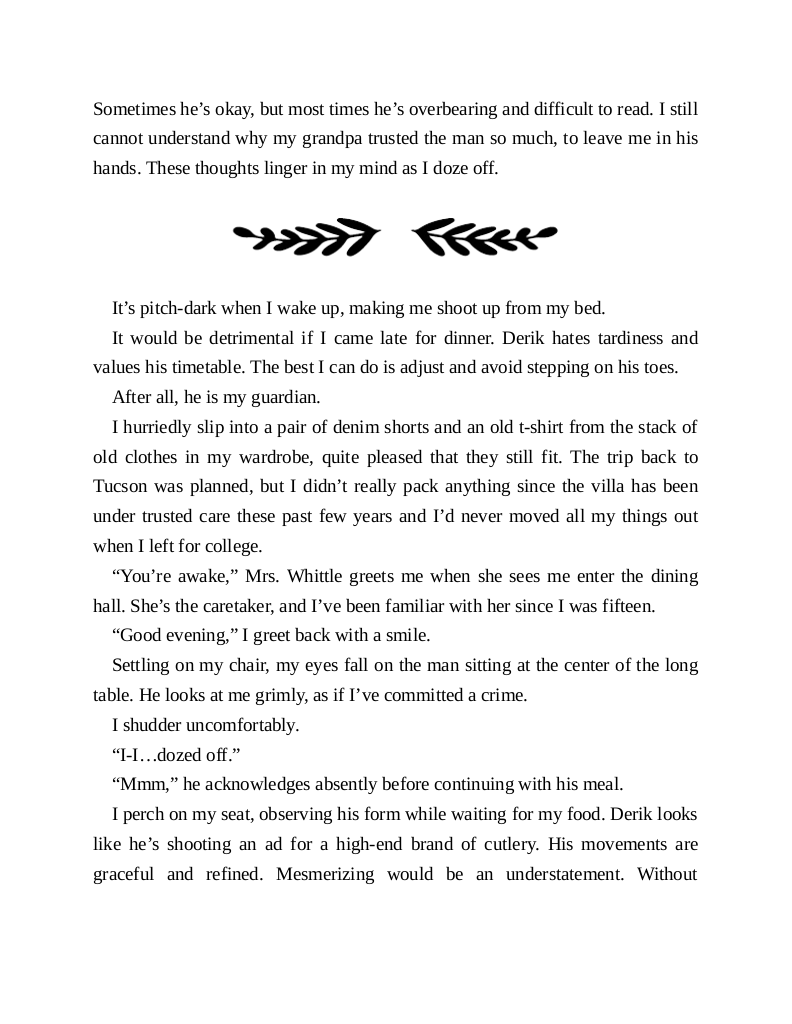 Sometimes he’s okay, but most times he’s overbearing and difficult to read. I still
cannot understand why my grandpa trusted the man so much, to leave me in his
hands. These thoughts linger in my mind as I doze off.
It’s pitch-dark when I wake up, making me shoot up from my bed.
It would be detrimental if I came late for dinner. Derik hates tardiness and
values his timetable. The best I can do is adjust and avoid stepping on his toes.
After all, he is my guardian.
I hurriedly slip into a pair of denim shorts and an old t-shirt from the stack of
old clothes in my wardrobe, quite pleased that they still fit. The trip back to
Tucson was planned, but I didn’t really pack anything since the villa has been
under trusted care these past few years and I’d never moved all my things out
when I left for college.
“You’re awake,” Mrs. Whittle greets me when she sees me enter the dining
hall. She’s the caretaker, and I’ve been familiar with her since I was fifteen.
“Good evening,” I greet back with a smile.
Settling on my chair, my eyes fall on the man sitting at the center of the long
table. He looks at me grimly, as if I’ve committed a crime.
I shudder uncomfortably.
“I-I…dozed off.”
“Mmm,” he acknowledges absently before continuing with his meal.
I perch on my seat, observing his form while waiting for my food. Derik looks
like he’s shooting an ad for a high-end brand of cutlery. His movements are
graceful and refined. Mesmerizing would be an understatement. Without